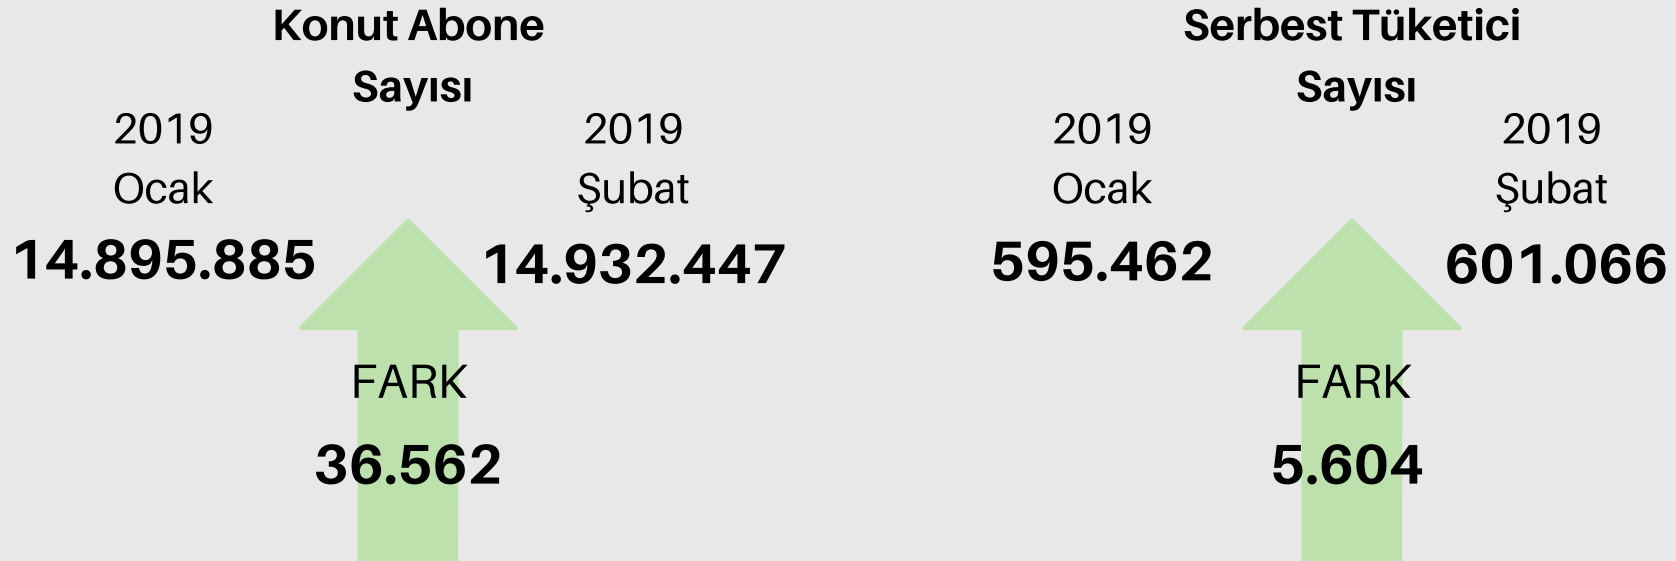 Konut Abone
Sayısı
2019
Ocak
14.895.885
2019
Şubat
14.932.447
FARK
36.562
Serbest Tüketici
Sayısı
2019
Ocak
595.462
2019
Şubat
601.066
FARK
5.604